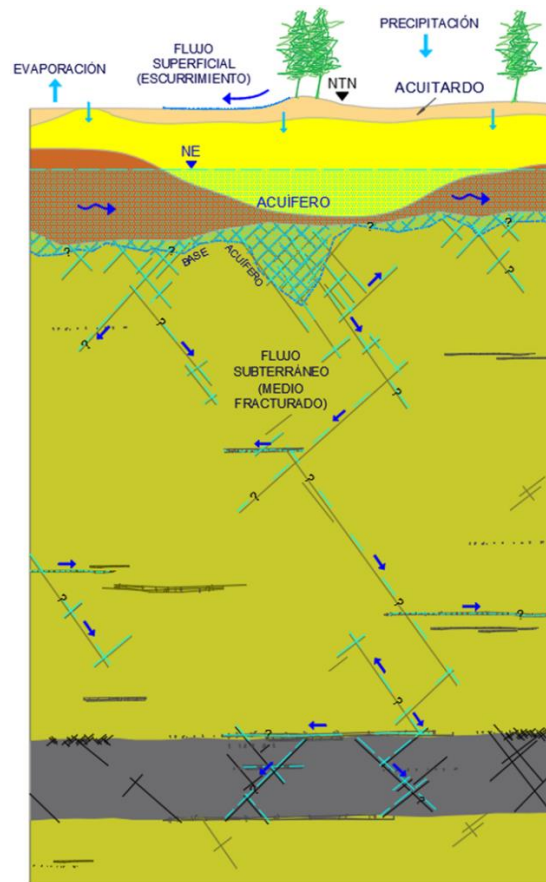 PRECIPITACIÓN
FLUJO
SUPERFICIAL
(ESCURRIMIENTO)
EVAPORACIÓN
NTN
ACUITARDO
NE
ACUÍFERO
?
?
?
?
?
BASE
ACUÍFERO
?
?
?
FLUJO
SUBTERRÁNEO
(MEDIO
FRACTURADO)
?
?
?
?
?
?
?
?
?
?
?